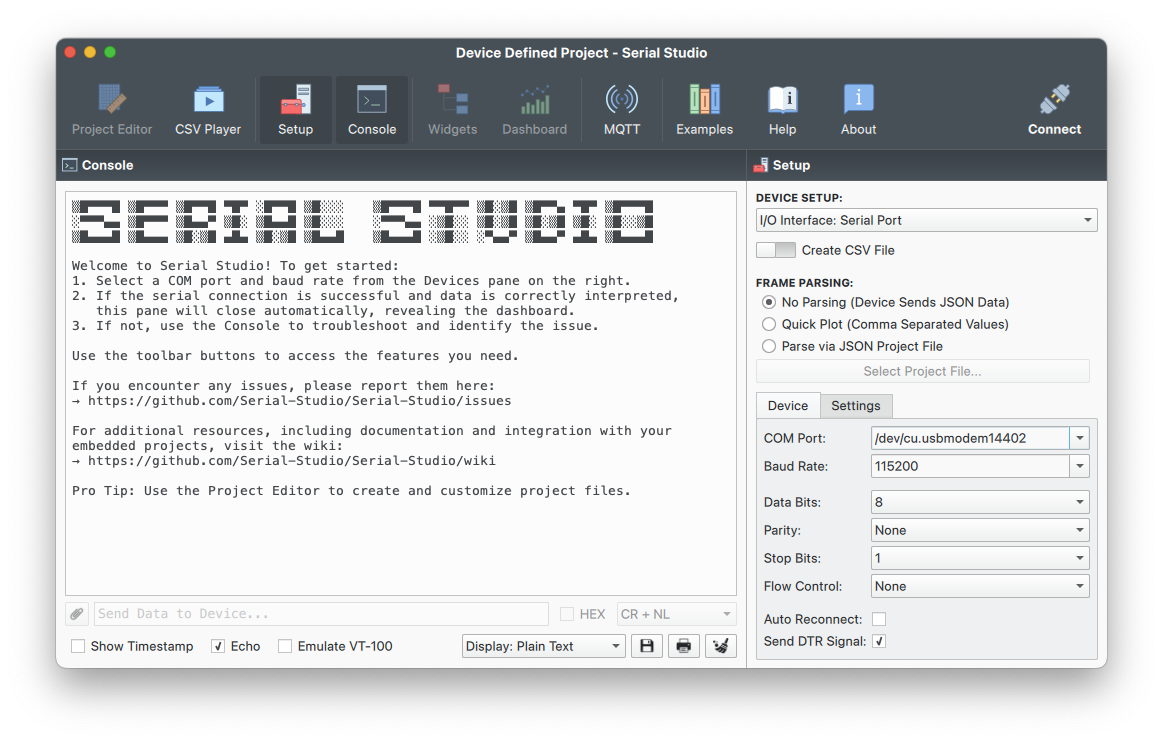 Device Defined Project - Serial Studio
Project Editor
CSV Player
Setup
Console
Widgets
Dashboard
MQTT
Examples
Help
About
Connect
Console
SERIAL STUDIO
Welcome to Serial Studio! To get started:
1. Select a COM port and baud rate from the Devices pane on the right.
2. If the serial connection is successful and data is correctly interpreted,
this pane will close automatically, revealing the dashboard.
3. If not, use the Console to troubleshoot and identify the issue.
Use the toolbar buttons to access the features you need.
If you encounter any issues, please report them here:
→ https://github.com/Serial-Studio/Serial-Studio/issues
For additional resources, including documentation and integration with your
embedded projects, visit the wiki:
→ https://github.com/Serial-Studio/Serial-Studio/wiki
Pro Tip: Use the Project Editor to create and customize project files.
Send Data to Device...
HEX
CR + NL
Show Timestamp
Echo
Emulate VT-100
Display: Plain Text
Setup
DEVICE SETUP:
I/O Interface: Serial Port
Create CSV File
FRAME PARSING:
No Parsing (Device Sends JSON Data)
Quick Plot (Comma Separated Values)
Parse via JSON Project File
Select Project File...
Device
Settings
COM Port: /dev/cu.usbmodem14402
Baud Rate: 115200
Data Bits: 8
Parity: None
Stop Bits: 1
Flow Control: None
Auto Reconnect:
Send DTR Signal: